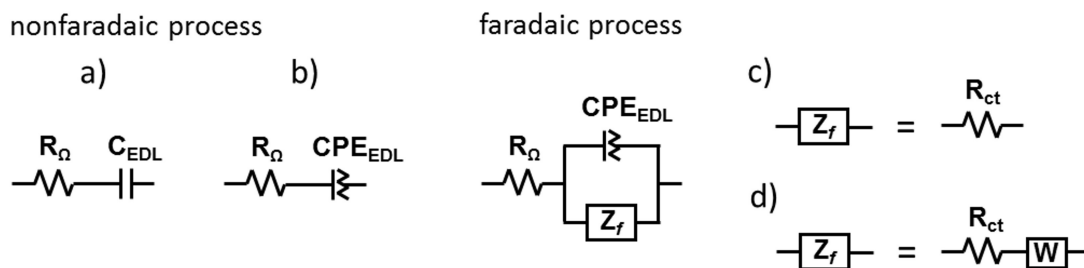 nonfaradaic process
faradaic process
a)
b)
c)
d)
R_Ω
C_EDL
R_Ω
CPE_EDL
R_Ω
CPE_EDL
Z_f
Z_f
=
R_ct
Z_f
=
R_ct
W